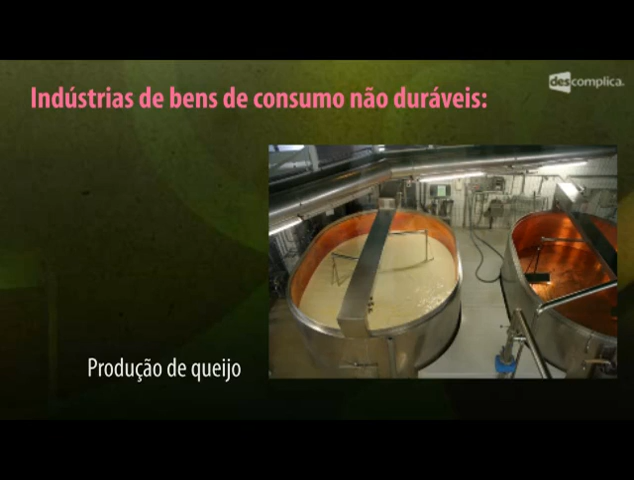 descomplica.
Indústrias de bens de consumo não duráveis:
Produção de queijo